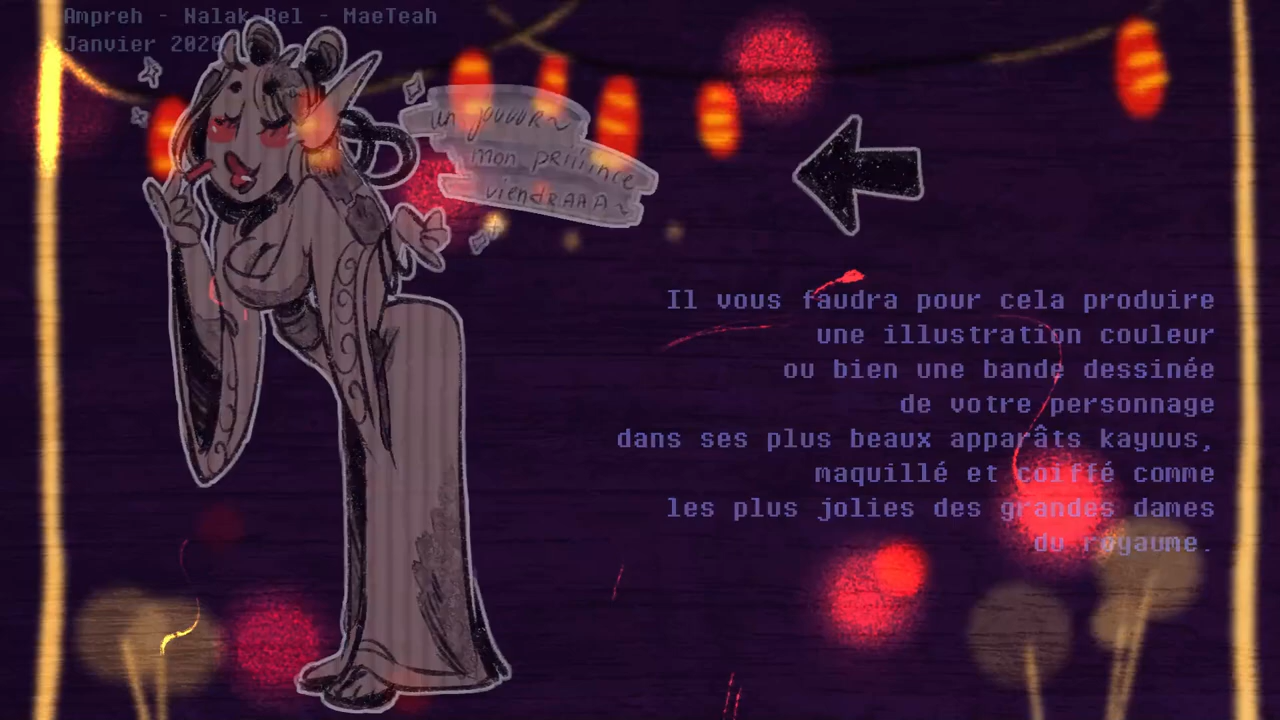 Ampreh - Nalak Bel - MaeTeah
Janvier 2020
un jouuuR~
mon priiiince
viendRAAA~
Il vous faudra pour cela produire
une illustration couleur
ou bien une bande dessinée
de votre personnage
dans ses plus beaux apparâts kayuus,
maquillé et coiffé comme
les plus jolies des grandes dames
du royaume.